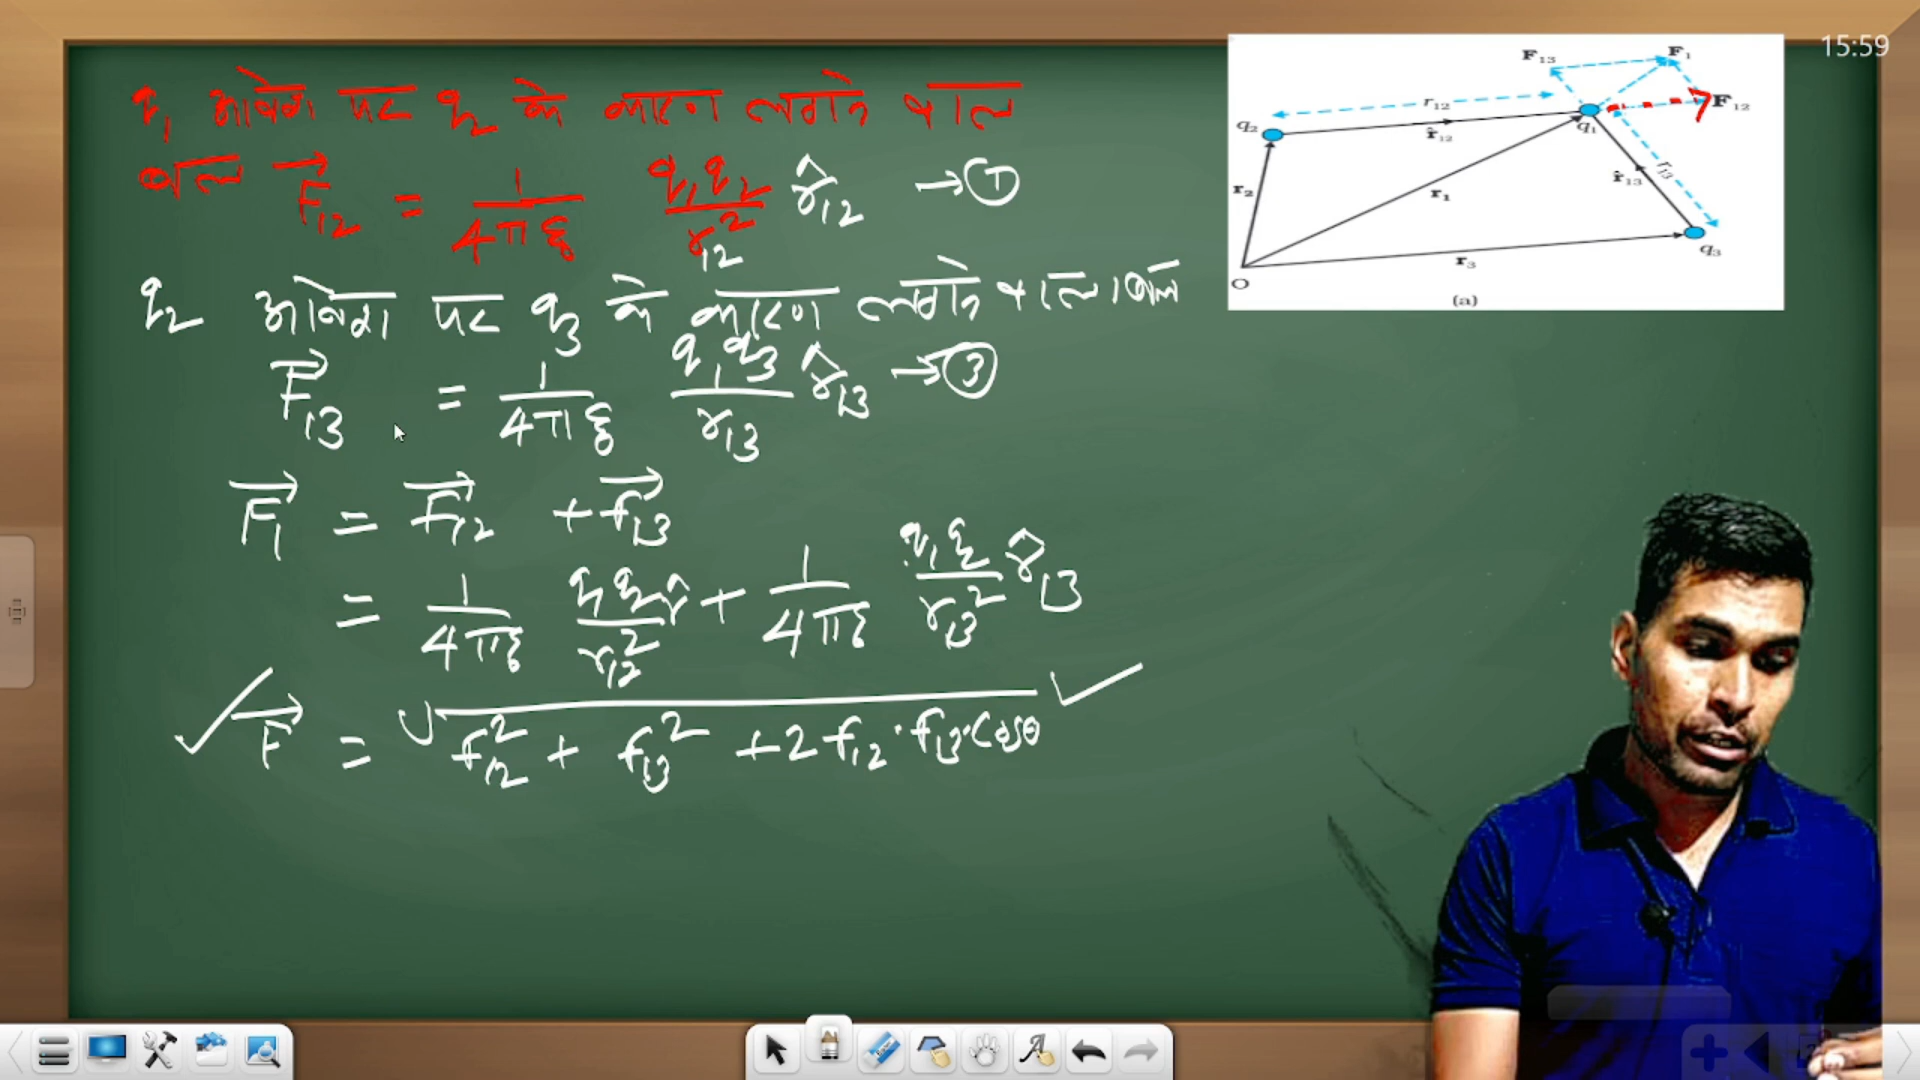 q₁ आवेश पर q₂ के कारण लगने वाला
बल F⃗₁₂ = 1/4πε q₁q₂/r₁₂² r̂₁₂ → ①
q₂ आवेश पर q₃ के कारण लगने वाला बल
F⃗₁₃ = 1/4πε q₁q₃/r₁₃ r̂₁₃ → ③
F⃗₁ = F⃗₁₂ + f⃗₁₃
= 1/4πε q₁q₂/r₁₂² r̂ + 1/4πε q₁q₂/r₁₃² r̂₁₃
F⃗ = √f₁₂² + f₁₃² + 2f₁₂·f₁₃·Cosθ
15:59
F₁₃ F₁
r₁₂ F₁₂
q₂ r̂₁₂ q₁
r₂ r₁ r̂₁₃ r₁₃
r₃ q₃
O
(a)